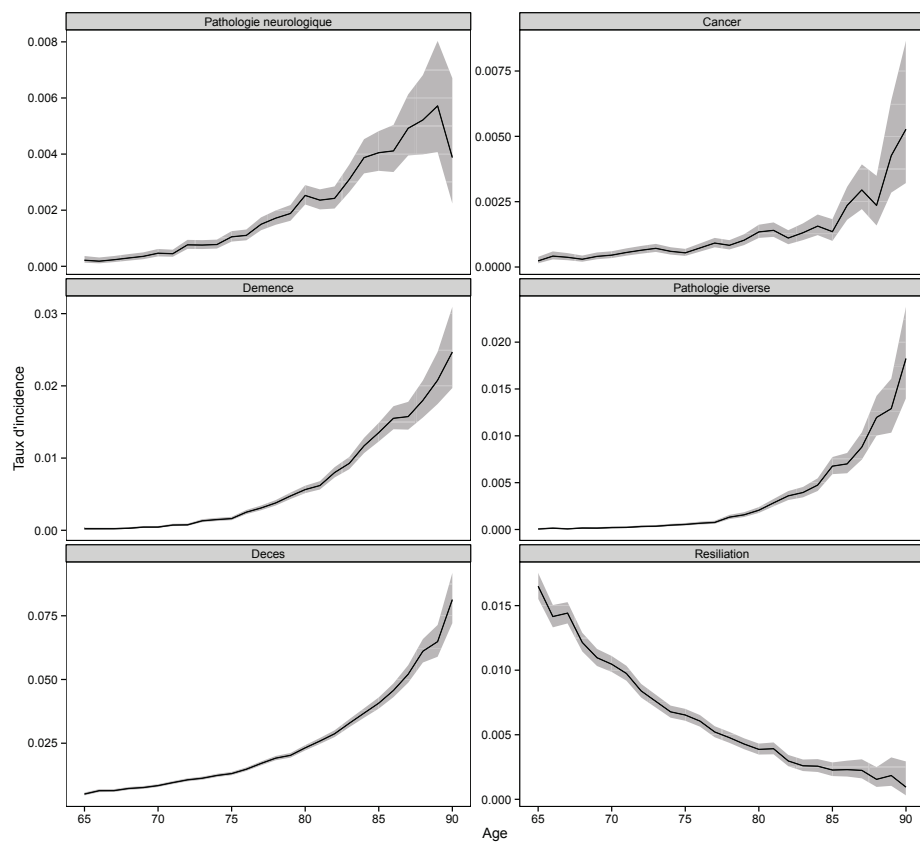 Pathologie neurologique
Cancer
0.008
0.006
0.004
0.002
0.000
0.0075
0.0050
0.0025
0.0000
Demence
Pathologie diverse
0.03
0.02
0.01
0.00
0.020
0.015
0.010
0.005
0.000
Taux d'incidence
Deces
Resiliation
0.075
0.050
0.025
0.015
0.010
0.005
0.000
65 70 75 80 85 90
65 70 75 80 85 90
Age